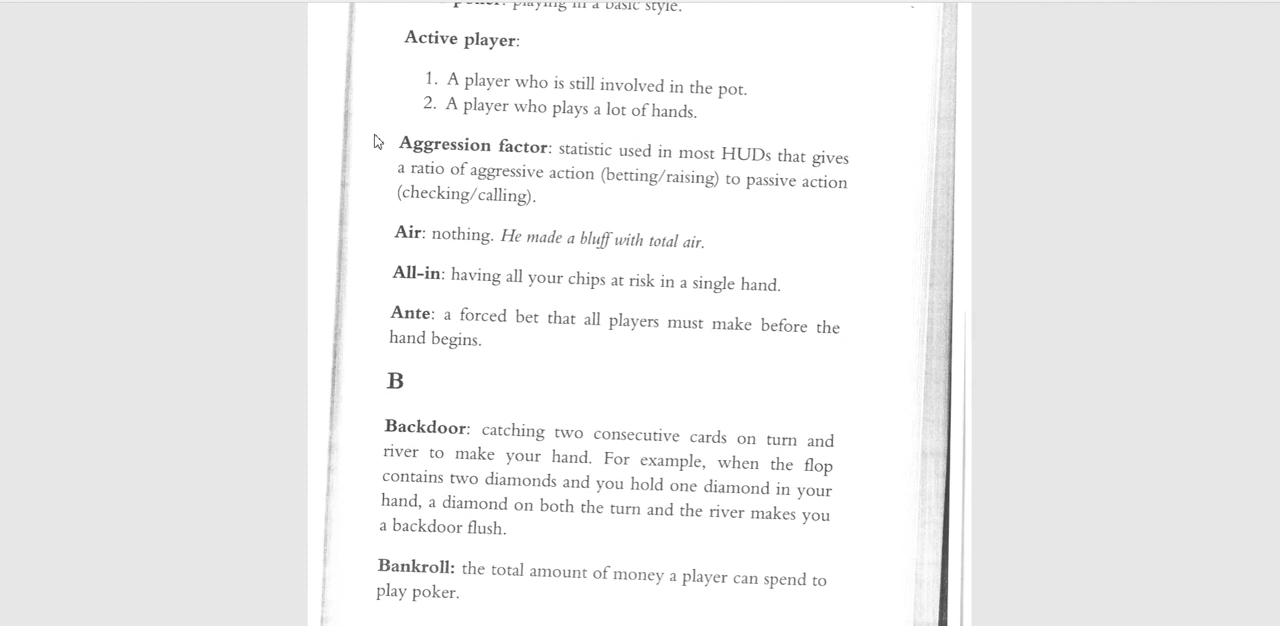 playing in a basic style.
Active player:
1. A player who is still involved in the pot.
2. A player who plays a lot of hands.
Aggression factor: statistic used in most HUDs that gives
a ratio of aggressive action (betting/raising) to passive action
(checking/calling).
Air: nothing. He made a bluff with total air.
All-in: having all your chips at risk in a single hand.
Ante: a forced bet that all players must make before the
hand begins.
B
Backdoor: catching two consecutive cards on turn and
river to make your hand. For example, when the flop
contains two diamonds and you hold one diamond in your
hand, a diamond on both the turn and the river makes you
a backdoor flush.
Bankroll: the total amount of money a player can spend to
play poker.